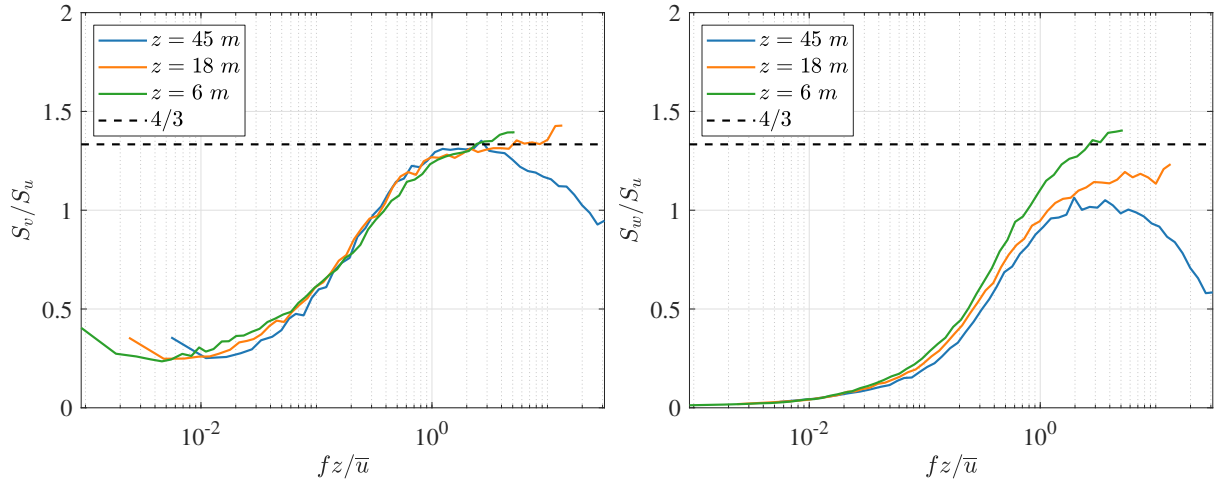 2
1.5
1
0.5
0
S_v/S_u
z = 45 m
z = 18 m
z = 6 m
4/3
10^-2
10^0
fz/u̅
2
1.5
1
0.5
0
S_w/S_u
z = 45 m
z = 18 m
z = 6 m
4/3
10^-2
10^0
fz/u̅